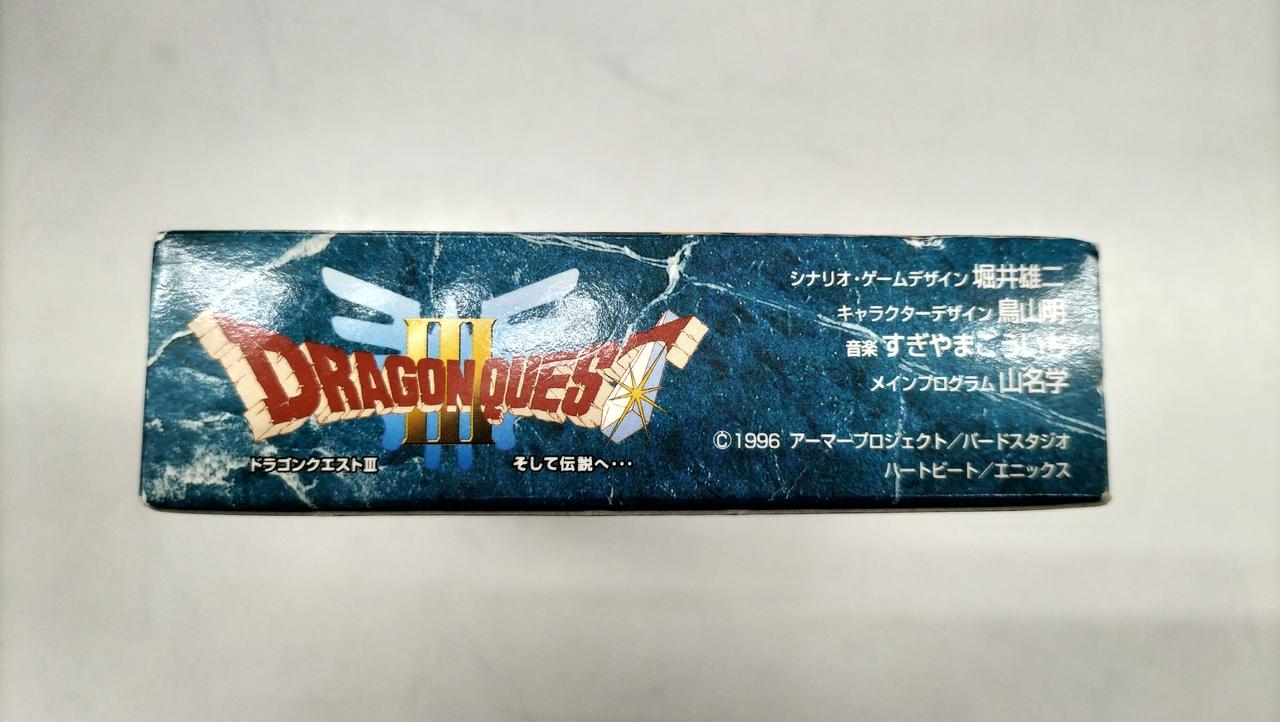 DRAGON QUEST
III
ドラゴンクエストⅢ
そして伝説へ・・・
シナリオ・ゲームデザイン 堀井雄二
キャラクターデザイン 鳥山明
音楽 すぎやまこういち
メインプログラム 山名学
©1996 アーマープロジェクト/バードスタジオ
ハートビート/エニックス